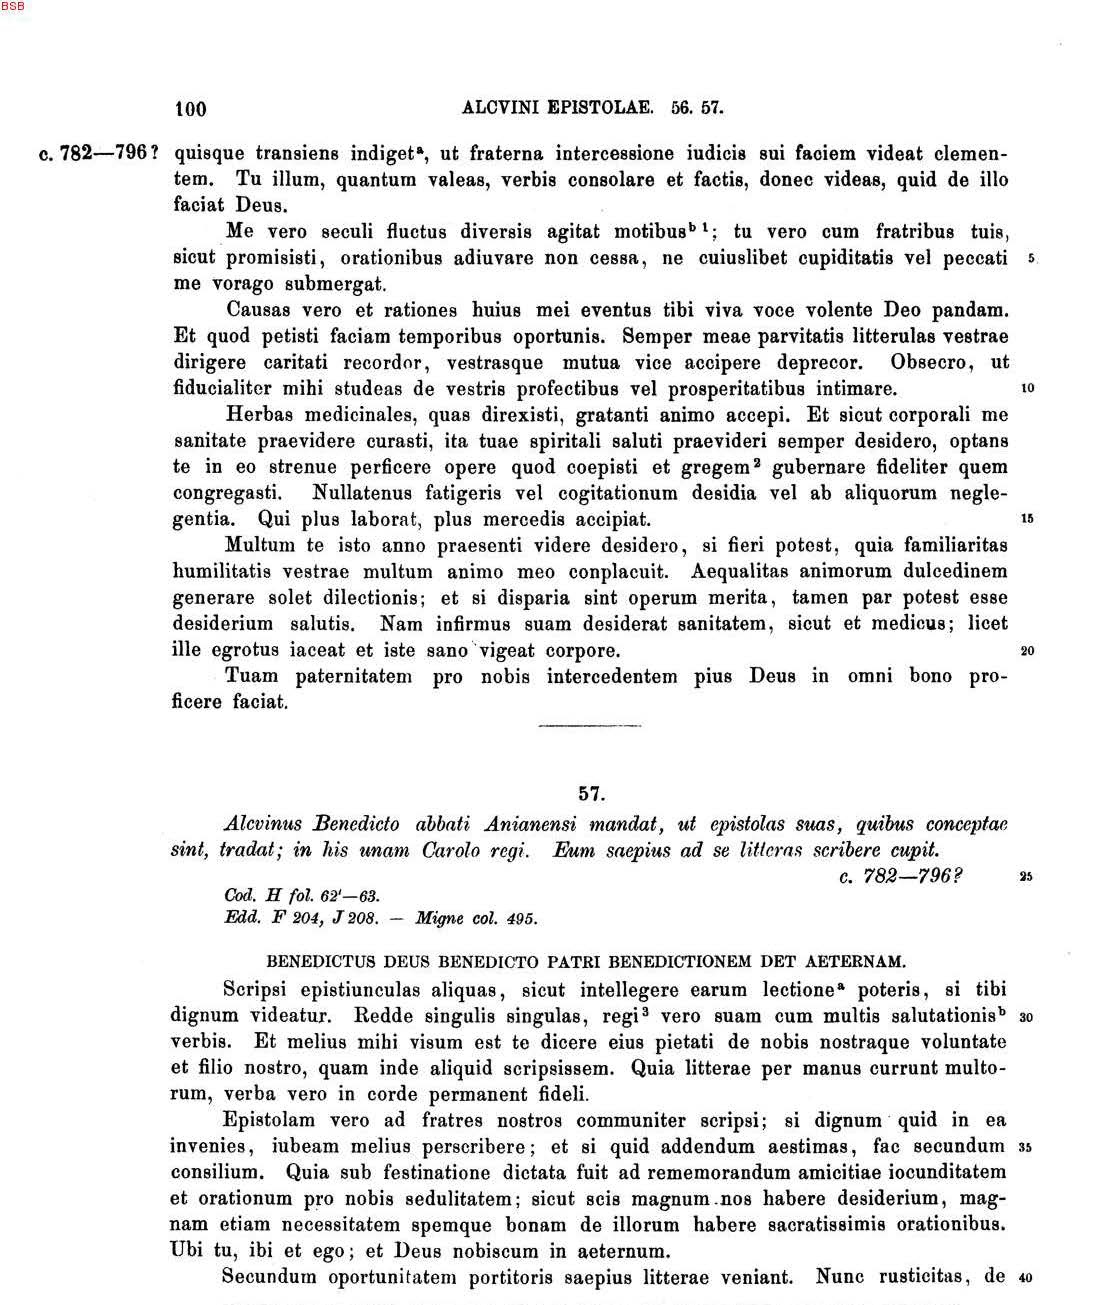 BSB
100 ALCVINI EPISTOLAE. 56. 57.
c. 782—796? quisque transiens indigetᵃ, ut fraterna intercessione iudicis sui faciem videat clemen-
tem. Tu illum, quantum valeas, verbis consolare et factis, donec videas, quid de illo
faciat Deus.
Me vero seculi fluctus diversis agitat motibusᵇ ¹; tu vero cum fratribus tuis,
sicut promisisti, orationibus adiuvare non cessa, ne cuiuslibet cupiditatis vel peccati 5
me vorago submergat.
Causas vero et rationes huius mei eventus tibi viva voce volente Deo pandam.
Et quod petisti faciam temporibus oportunis. Semper meae parvitatis litterulas vestrae
dirigere caritati recordor, vestrasque mutua vice accipere deprecor. Obsecro, ut
fiducialiter mihi studeas de vestris profectibus vel prosperitatibus intimare. 10
Herbas medicinales, quas direxisti, gratanti animo accepi. Et sicut corporali me
sanitate praevidere curasti, ita tuae spiritali saluti praevideri semper desidero, optans
te in eo strenue perficere opere quod coepisti et gregem² gubernare fideliter quem
congregasti. Nullatenus fatigeris vel cogitationum desidia vel ab aliquorum negle-
gentia. Qui plus laborat, plus mercedis accipiat. 15
Multum te isto anno praesenti videre desidero, si fieri potest, quia familiaritas
humilitatis vestrae multum animo meo conplacuit. Aequalitas animorum dulcedinem
generare solet dilectionis; et si disparia sint operum merita, tamen par potest esse
desiderium salutis. Nam infirmus suam desiderat sanitatem, sicut et medicus; licet
ille egrotus iaceat et iste sano vigeat corpore. 20
Tuam paternitatem pro nobis intercedentem pius Deus in omni bono pro-
ficere faciat.
57.
Alcvinus Benedicto abbati Anianensi mandat, ut epistolas suas, quibus conceptae
sint, tradat; in his unam Carolo regi. Eum saepius ad se litteras scribere cupit.
c. 782—796? 25
Cod. H fol. 62'—63.
Edd. F 204, J 208. — Migne col. 495.
BENEDICTUS DEUS BENEDICTO PATRI BENEDICTIONEM DET AETERNAM.
Scripsi epistiunculas aliquas, sicut intellegere earum lectioneᵃ poteris, si tibi
dignum videatur. Redde singulis singulas, regi³ vero suam cum multis salutationisᵇ 30
verbis. Et melius mihi visum est te dicere eius pietati de nobis nostraque voluntate
et filio nostro, quam inde aliquid scripsissem. Quia litterae per manus currunt multo-
rum, verba vero in corde permanent fideli.
Epistolam vero ad fratres nostros communiter scripsi; si dignum quid in ea
invenies, iubeam melius perscribere; et si quid addendum aestimas, fac secundum 35
consilium. Quia sub festinatione dictata fuit ad rememorandum amicitiae iocunditatem
et orationum pro nobis sedulitatem; sicut scis magnum nos habere desiderium, mag-
nam etiam necessitatem spemque bonam de illorum habere sacratissimis orationibus.
Ubi tu, ibi et ego; et Deus nobiscum in aeternum.
Secundum oportunitatem portitoris saepius litterae veniant. Nunc rusticitas, de 40